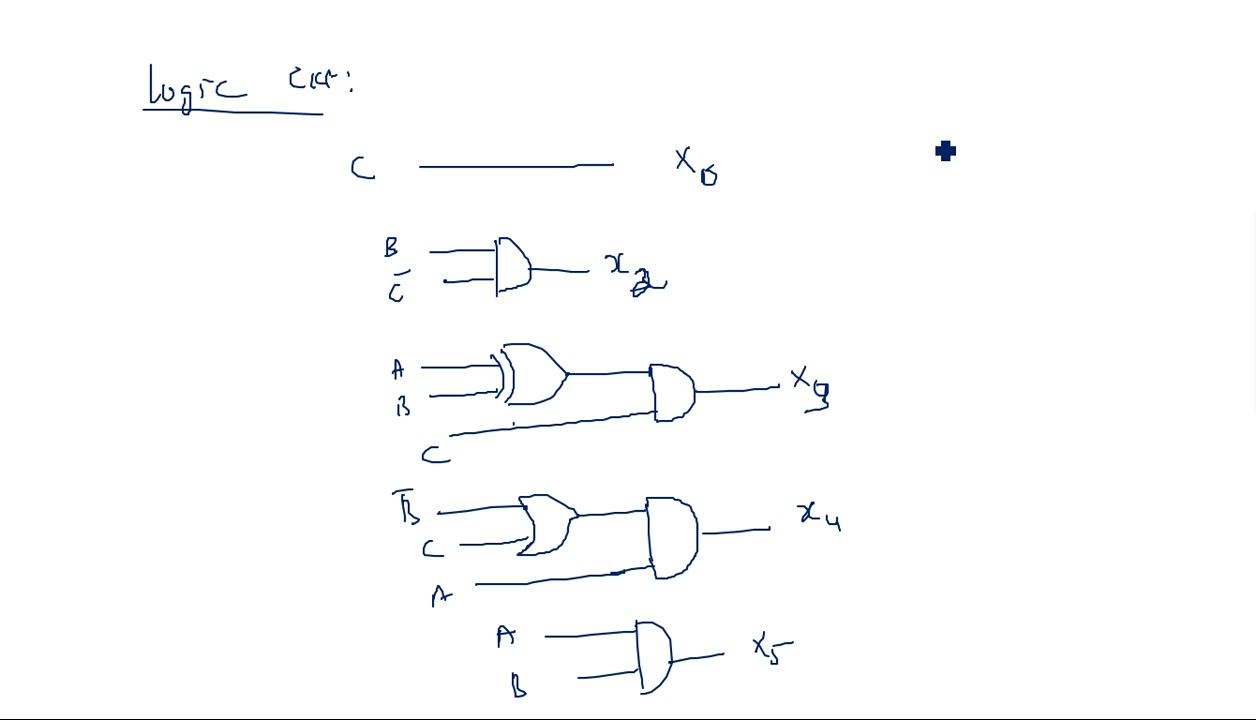 Logic ckt:
C X0
B
C̅ x2
A
B X3
C
B̅
C x4
A
A X5
B